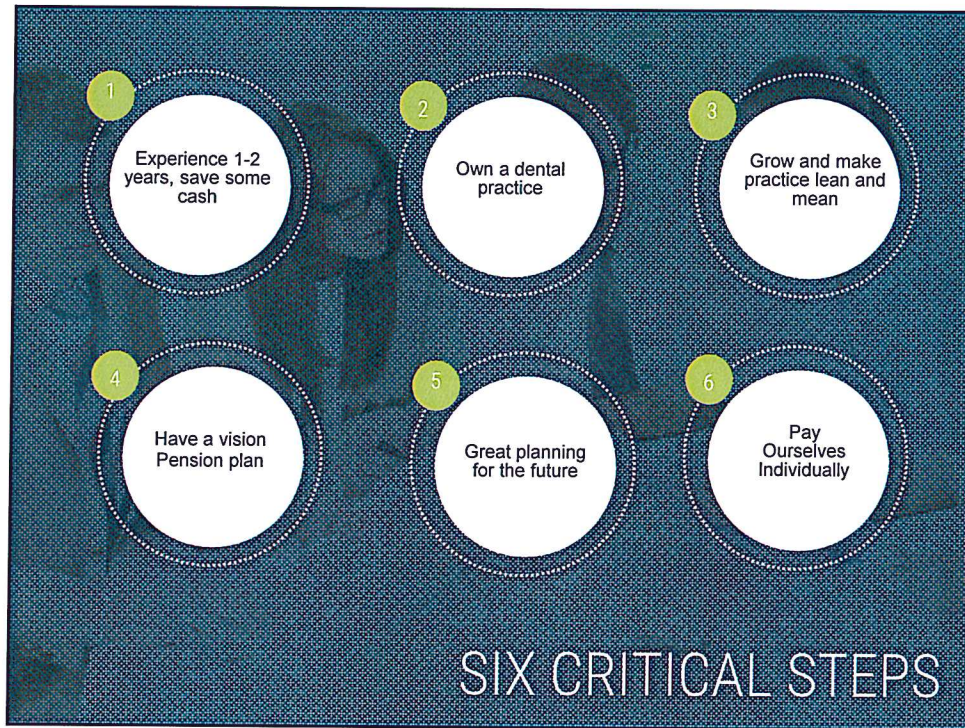 1
Experience 1-2
years, save some
cash
2
Own a dental
practice
3
Grow and make
practice lean and
mean
4
Have a vision
Pension plan
5
Great planning
for the future
6
Pay
Ourselves
Individually
SIX CRITICAL STEPS